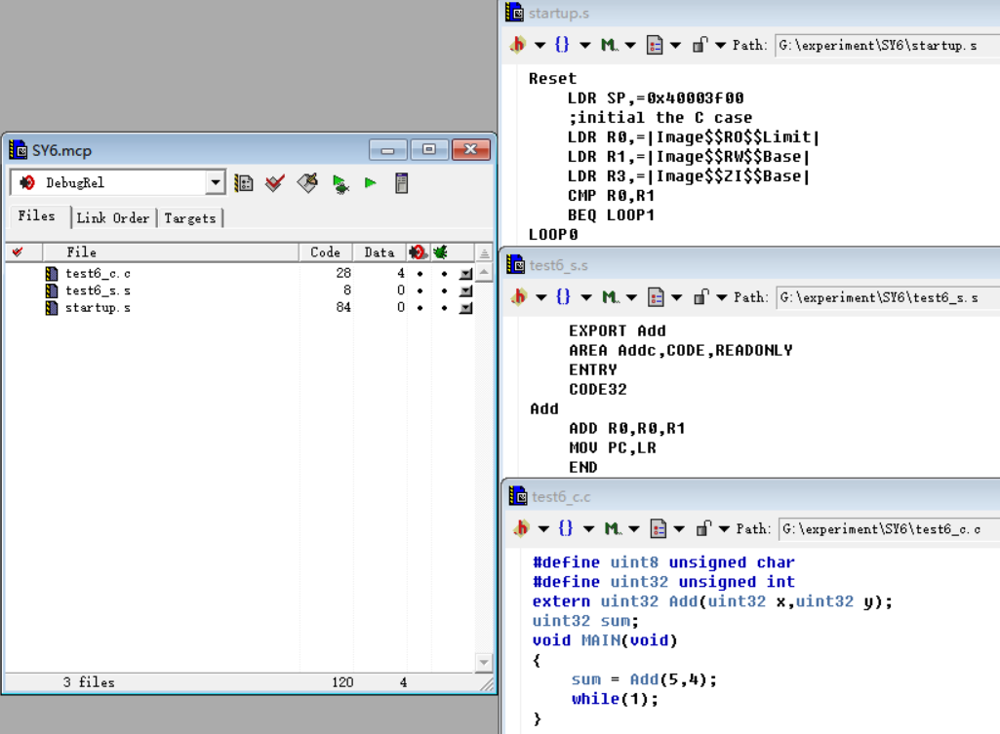 SY6.mcp
DebugRel
Files Link Order Targets
File Code Data
test6_c.c 28 4
test6_s.s 8 0
startup.s 84 0
3 files 120 4
startup.s
h {} M. Path: G:\experiment\SY6\startup.s
Reset
LDR SP,=0x40003f00
;initial the C case
LDR R0,=|Image$$RO$$Limit|
LDR R1,=|Image$$RW$$Base|
LDR R3,=|Image$$ZI$$Base|
CMP R0,R1
BEQ LOOP1
LOOP0
test6_s.s
h {} M. Path: G:\experiment\SY6\test6_s.s
EXPORT Add
AREA Addc,CODE,READONLY
ENTRY
CODE32
Add
ADD R0,R0,R1
MOV PC,LR
END
test6_c.c
h {} M. Path: G:\experiment\SY6\test6_c.c
#define uint8 unsigned char
#define uint32 unsigned int
extern uint32 Add(uint32 x,uint32 y);
uint32 sum;
void MAIN(void)
{
sum = Add(5,4);
while(1);
}